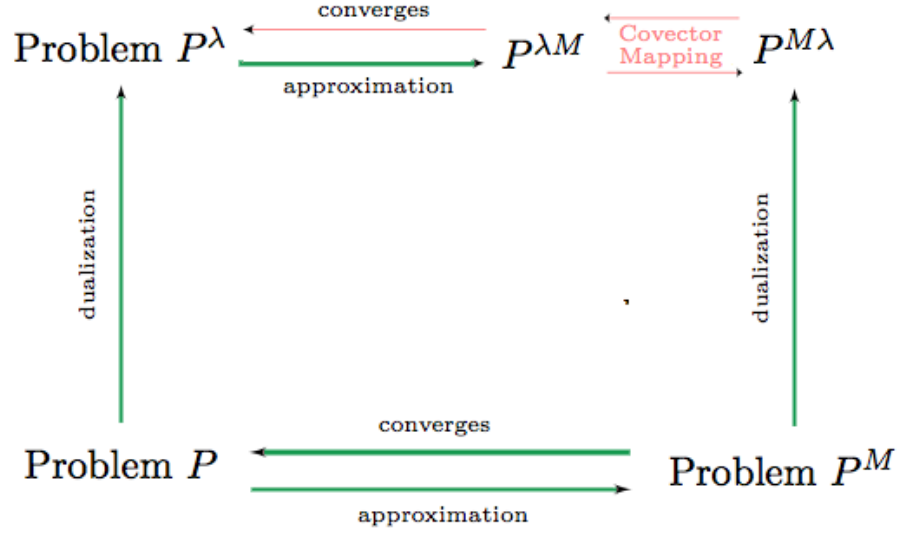 converges
Problem P^λ
P^{λM}
Covector
Mapping
P^{Mλ}
approximation
dualization
dualization
converges
Problem P
Problem P^M
approximation